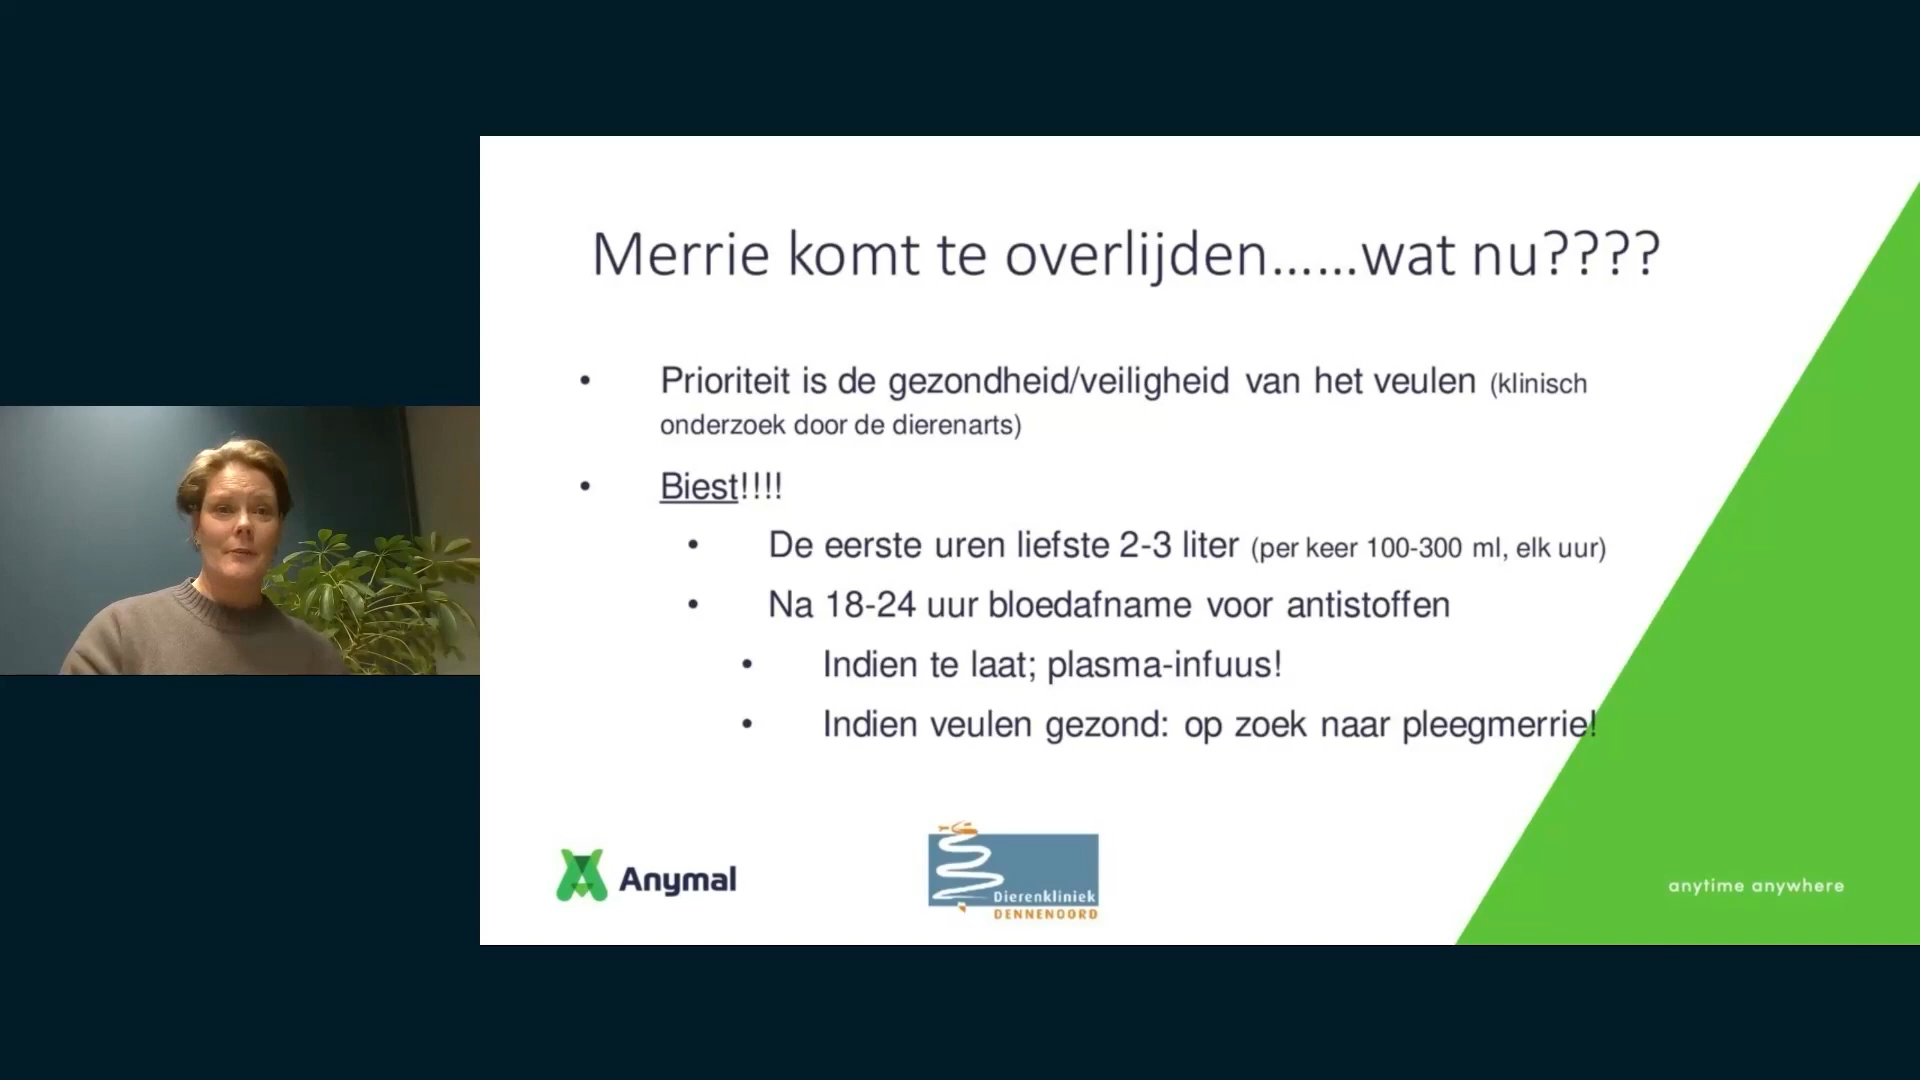 Merrie komt te overlijden......wat nu????
• Prioriteit is de gezondheid/veiligheid van het veulen (klinisch
onderzoek door de dierenarts)
• Biest!!!!
• De eerste uren liefste 2-3 liter (per keer 100-300 ml, elk uur)
• Na 18-24 uur bloedafname voor antistoffen
• Indien te laat; plasma-infuus!
• Indien veulen gezond: op zoek naar pleegmerrie!
Anymal
Dierenkliniek
DENNENOORD
anytime anywhere